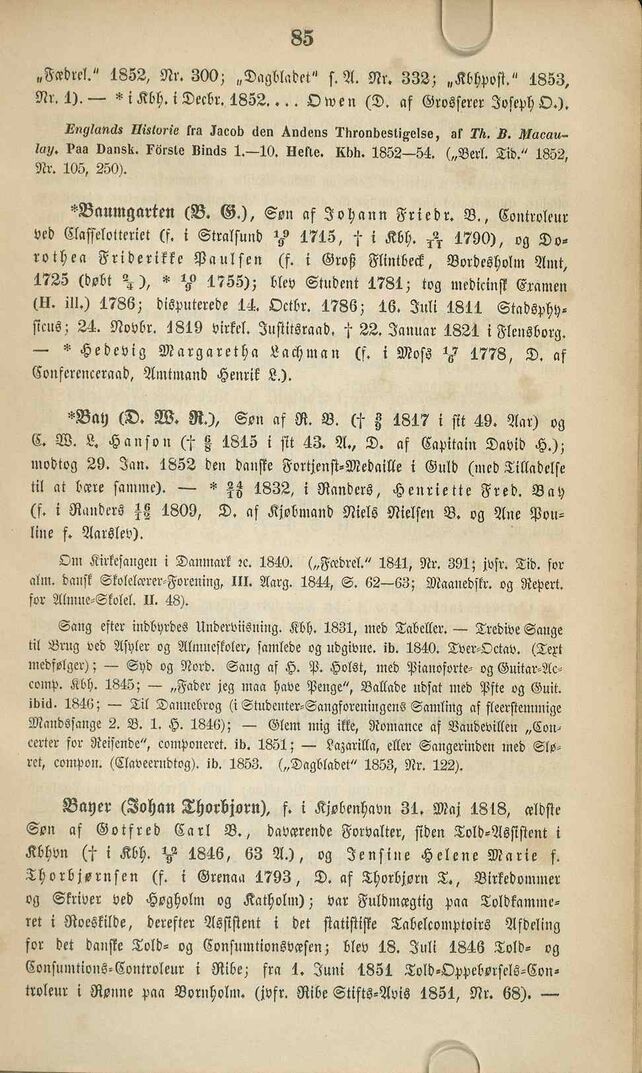 85
„Fædrel." 1852, Nr. 300; „Dagbladet" s. A. Nr. 332; „Kbhpost." 1853,
Nr. 1). — * i Kbh. i Decbr. 1852.... Owen (D. af Grosserer Joseph O.).
Englands Historie fra Jacob den Andens Thronbestigelse, af Th. B. Macau-
lay. Paa Dansk. Förste Binds 1.—10. Hefte. Kbh. 1852—54. („Berl. Tid." 1852,
Nr. 105, 250).
*Baumgarten (B. G.), Søn af Johann Friedr. B., Controleur
ved Classelotteriet (f. i Stralsund 19/9 1715, † i Kbh. 2/11 1790), og Do-
rothea Friderikke Paulsen (f. i Groß Flintbeck, Bordesholm Amt,
1725 (døbt 2/4), * 10/9 1755); blev Student 1781; tog medicinsk Examen
(H. ill.) 1786; disputerede 14. Octbr. 1786; 16. Juli 1811 Stadsphy-
sicus; 24. Novbr. 1819 virkel. Justitsraad. † 22. Januar 1821 i Flensborg.
— * Hedevig Margaretha Lachman (f. i Moss 17/6 1778, D. af
Conferenceraad, Amtmand Henrik L.).
*Bay (D. W. R.), Søn af R. B. († 3/9 1817 i sit 49. Aar) og
C. W. L. Hanson († 1815 i sit 43. A., D. af Capitain David H.);
modtog 29. Jan. 1852 den danske Fortjenst-Medaille i Guld (med Tilladelse
til at bære samme). — * 24/10 1832, i Randers, Henriette Fred. Bay
(f. i Randers 1809, D. af Kjøbmand Niels Nielsen B. og Ane Pou-
line f. Aarslev).
Om Kirkesangen i Danmark ꝛc. 1840. („Fædrel." 1841, Nr. 391; jvfr. Tid. for
alm. dansk Skolelærer-Forening, III. Aarg. 1844, S. 62—63; Maanedskr. og Repert.
for Almue-Skolel. II. 48).
Sang efter indbyrdes Underviisning. Kbh. 1831, med Tabeller. — Tredive Sange
til Brug ved Asyler og Almueskoler, samlede og udgivne. ib. 1840. Tver-Octav. (Text
medfølger); — Syd og Nord. Sang af H. P. Holst, med Pianoforte- og Guitar-Ac-
comp. Kbh. 1845; — „Fader jeg maa have Penge", Ballade udsat med Pfte og Guit.
ibid. 1846; — Til Dannebrog (i Studenter-Sangforeningens Samling af fleerstemmige
Mandssange 2. B. 1. H. 1846); — Glem mig ikke, Romance af Vaudevillen „Con-
certer for Reisende", componeret. ib. 1851; — Lazarilla, eller Sangerinden med Slø-
ret, compon. (Claveerudtog). ib. 1853. („Dagbladet" 1853, Nr. 122).
Bayer (Johan Thorbjørn), f. i Kjøbenhavn 31. Maj 1818, ældste
Søn af Gotfred Carl B., daværende Forvalter, siden Told-Assistent i
Kbhvn († i Kbh. 1846, 63 A.), og Jensine Helene Marie f.
Thorbjørnsen (f. i Grenaa 1793, D. af Thorbjørn T., Birkedommer
og Skriver ved Høgholm og Katholm); var Fuldmægtig paa Toldkamme-
ret i Roeskilde, derefter Assistent i det statistiske Tabelcomptoirs Afdeling
for det danske Told- og Consumtionsvæsen; blev 18. Juli 1846 Told- og
Consumtions-Controleur i Ribe; fra 1. Juni 1851 Told-Oppebørsels-Con-
troleur i Rønne paa Bornholm. (jvfr. Ribe Stifts-Avis 1851, Nr. 68). —